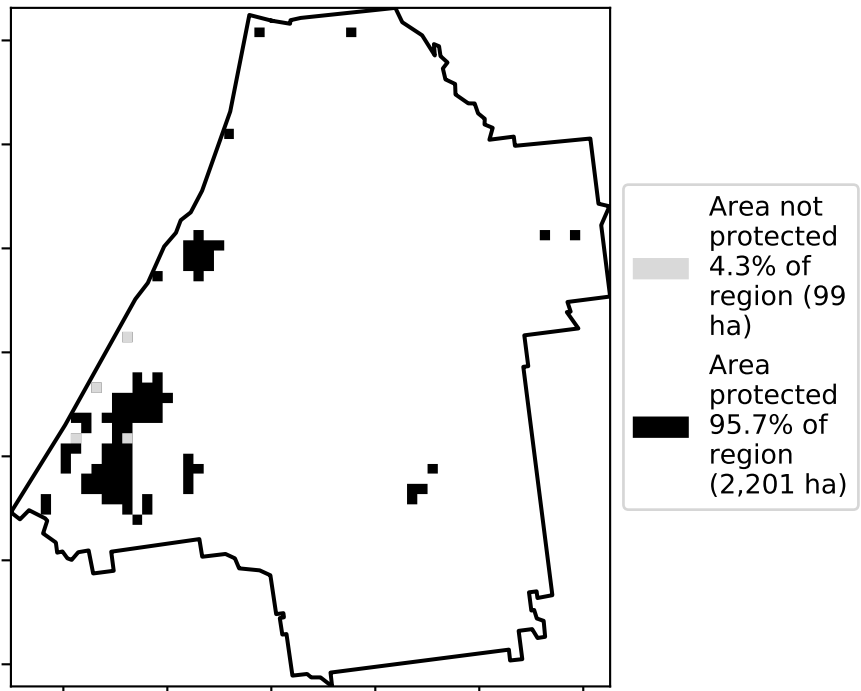 Area not
protected
4.3% of
region (99
ha)
Area
protected
95.7% of
region
(2,201 ha)